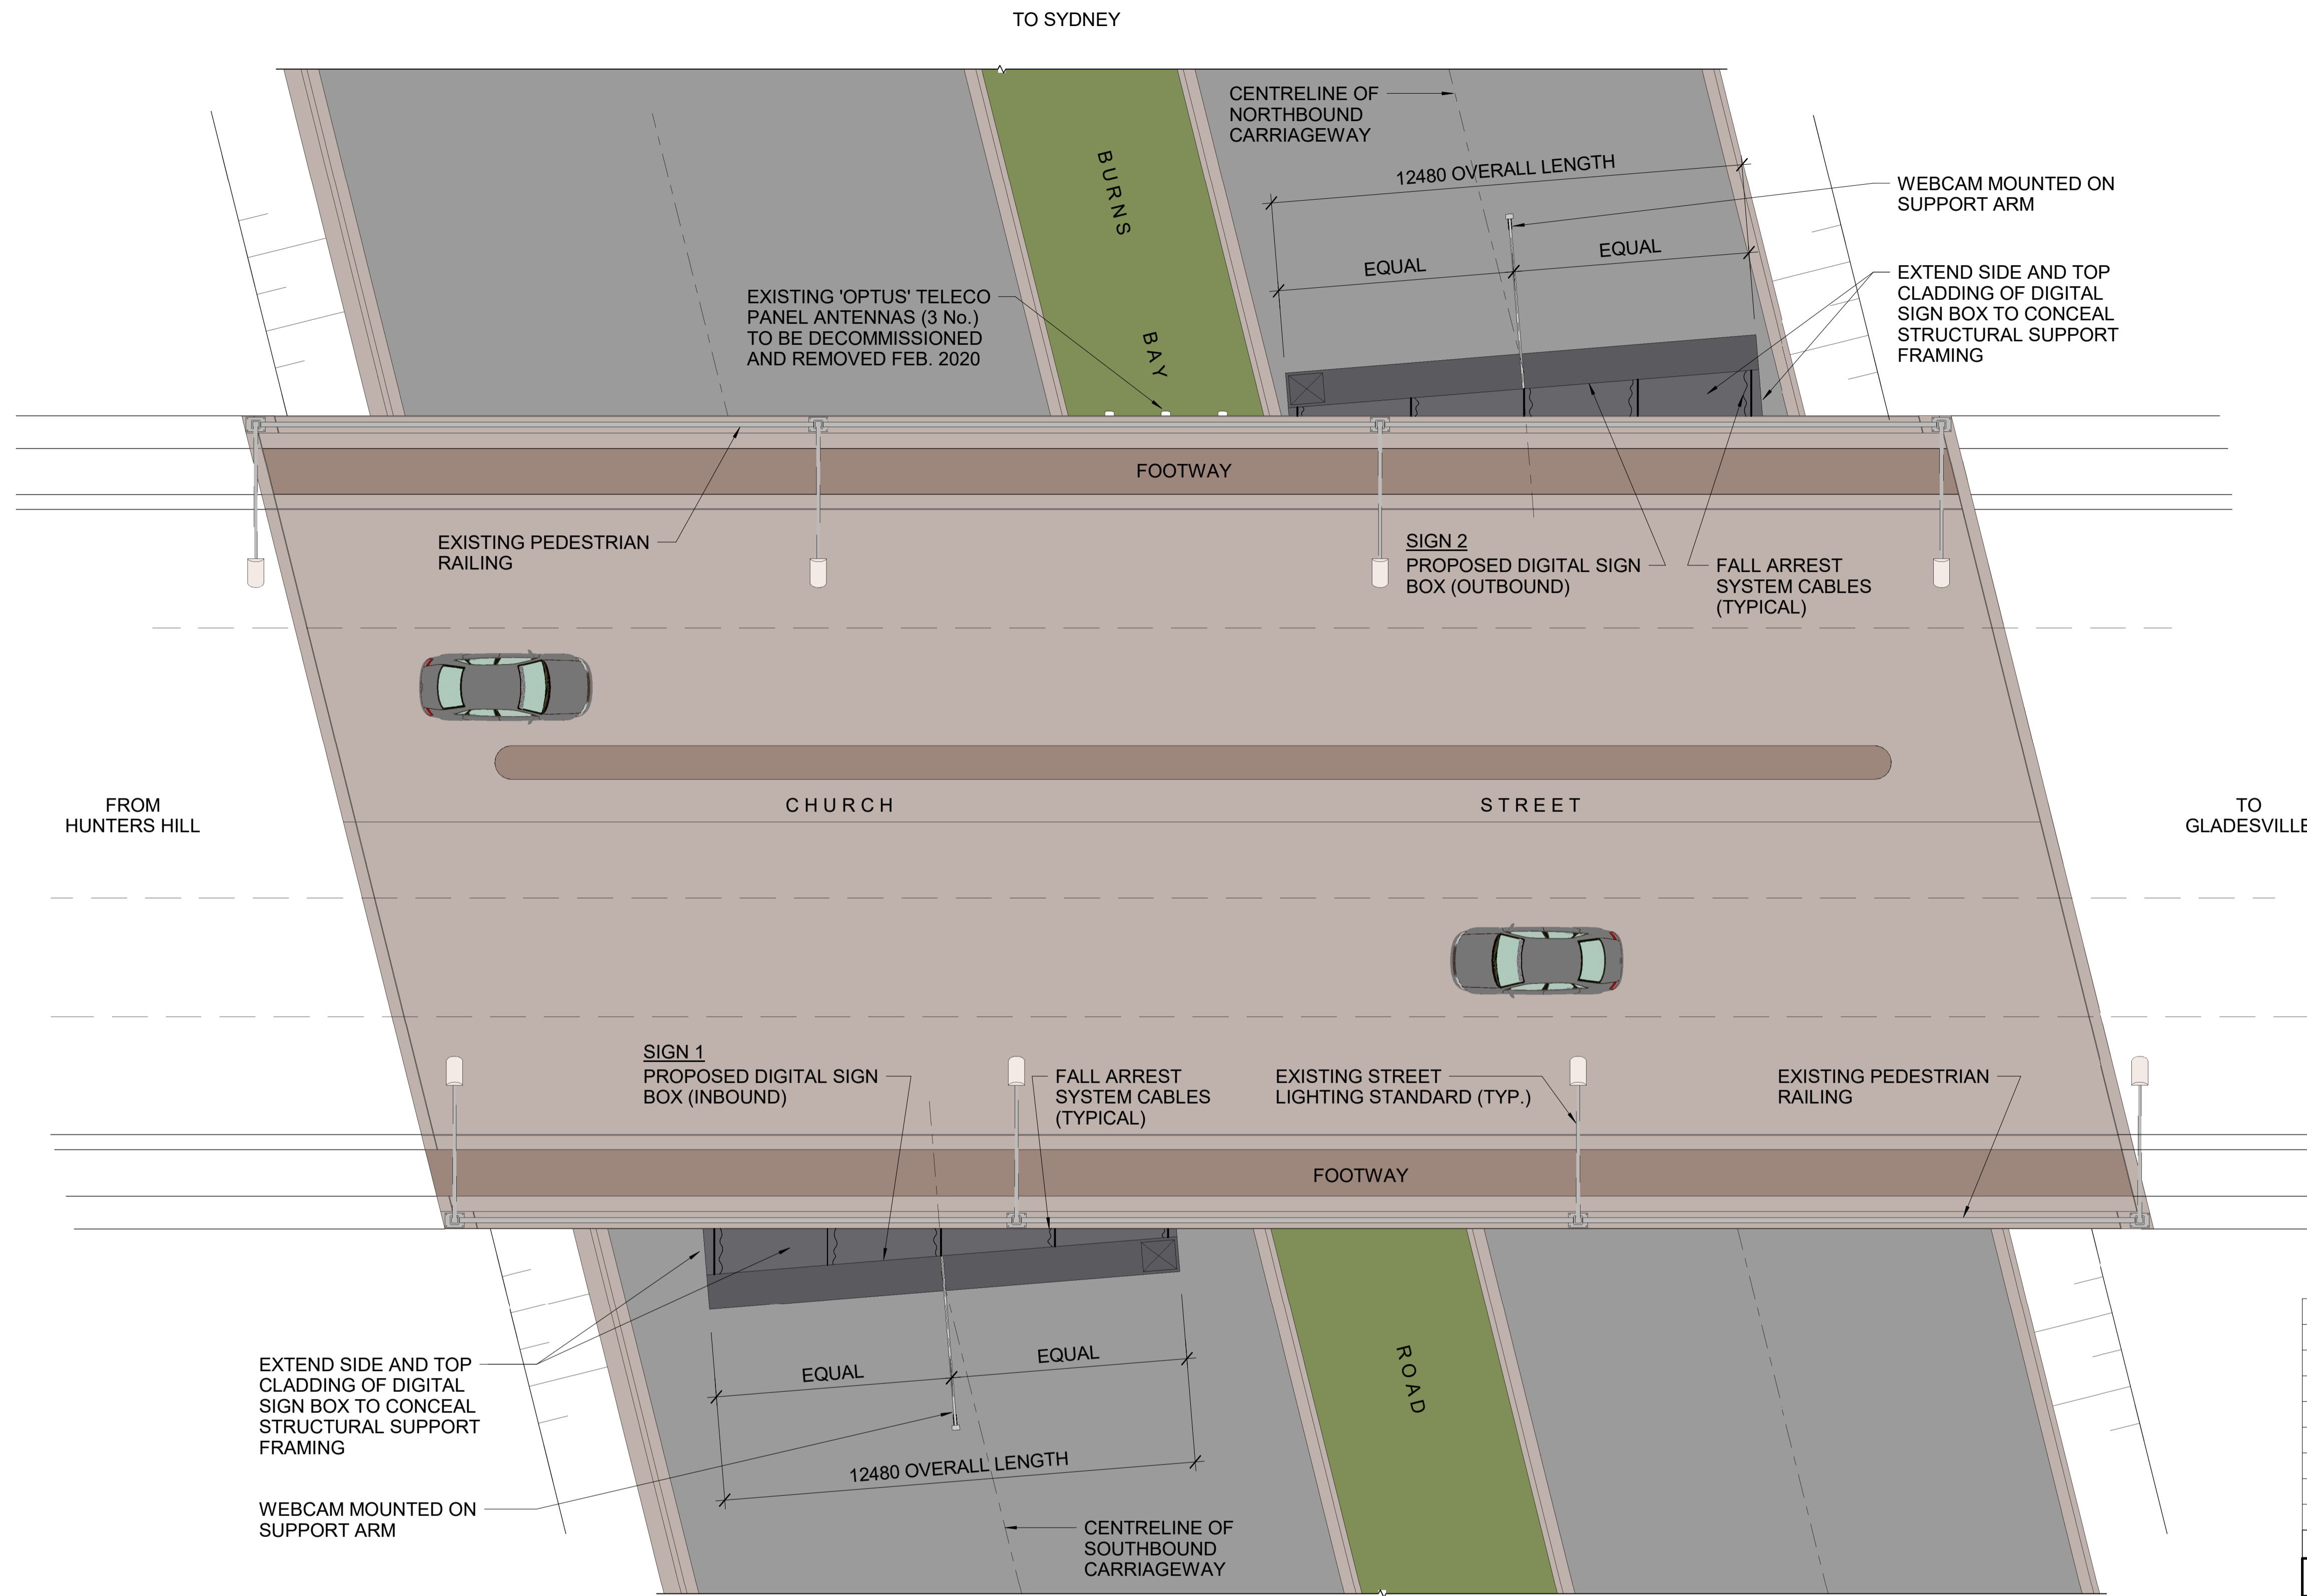 TO SYDNEY
CENTRELINE OF
NORTHBOUND
CARRIAGEWAY
BURNS
12480 OVERALL LENGTH
WEBCAM MOUNTED ON
SUPPORT ARM
EQUAL
EQUAL
EXISTING 'OPTUS' TELECO
PANEL ANTENNAS (3 No.)
TO BE DECOMMISSIONED
AND REMOVED FEB. 2020
BAY
EXTEND SIDE AND TOP
CLADDING OF DIGITAL
SIGN BOX TO CONCEAL
STRUCTURAL SUPPORT
FRAMING
FOOTWAY
EXISTING PEDESTRIAN
RAILING
SIGN 2
PROPOSED DIGITAL SIGN
BOX (OUTBOUND)
FALL ARREST
SYSTEM CABLES
(TYPICAL)
FROM
HUNTERS HILL
CHURCH
STREET
TO
GLADESVILLE
SIGN 1
PROPOSED DIGITAL SIGN
BOX (INBOUND)
FALL ARREST
SYSTEM CABLES
(TYPICAL)
EXISTING STREET
LIGHTING STANDARD (TYP.)
EXISTING PEDESTRIAN
RAILING
FOOTWAY
EXTEND SIDE AND TOP
CLADDING OF DIGITAL
SIGN BOX TO CONCEAL
STRUCTURAL SUPPORT
FRAMING
EQUAL
EQUAL
ROAD
12480 OVERALL LENGTH
WEBCAM MOUNTED ON
SUPPORT ARM
CENTRELINE OF
SOUTHBOUND
CARRIAGEWAY